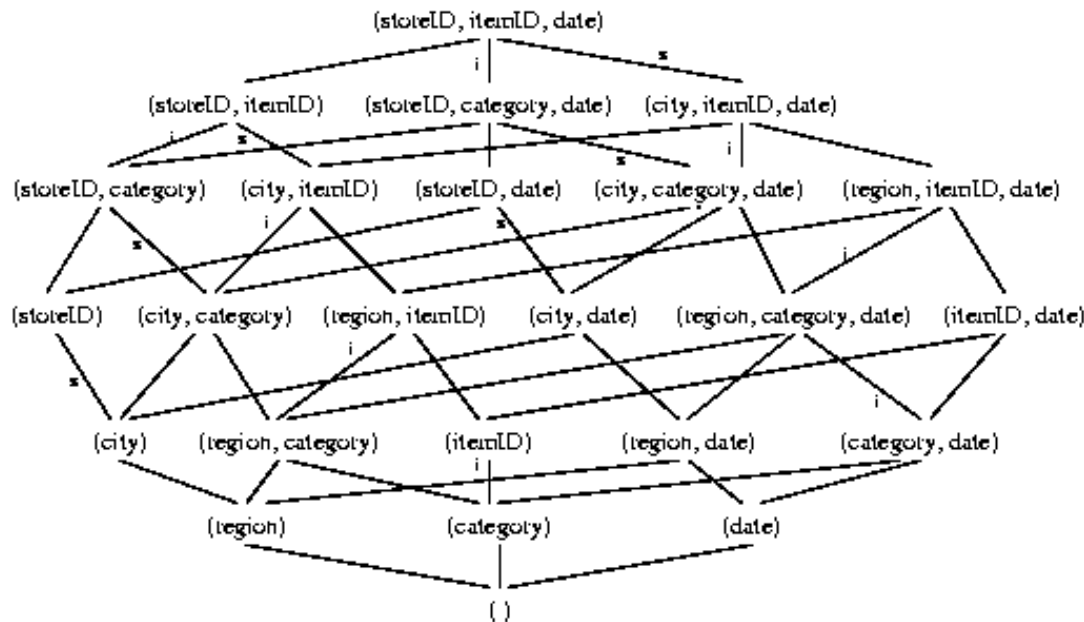 (storeID, itemID, date)
i s
(storeID, itemID) (storeID, category, date) (city, itemID, date)
i s s i
(storeID, category) (city, itemID) (storeID, date) (city, category, date) (region, itemID, date)
s i s i
(storeID) (city, category) (region, itemID) (city, date) (region, category, date) (itemID, date)
s i i
(city) (region, category) (itemID) (region, date) (category, date)
i
(region) (category) (date)
( )